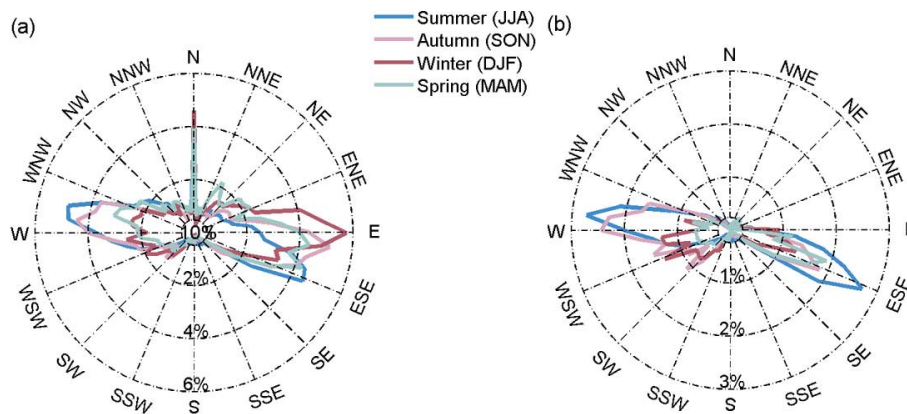 (a)
Summer (JJA)
Autumn (SON)
Winter (DJF)
Spring (MAM)
N
NNE
NE
ENE
E
ESE
SE
SSE
S
SSW
SW
WSW
W
WNW
NW
NNW
10%
2%
4%
6%
(b)
N
NNE
NE
ENE
ESE
SE
SSE
S
SSW
SW
WSW
W
WNW
NW
NNW
1%
2%
3%